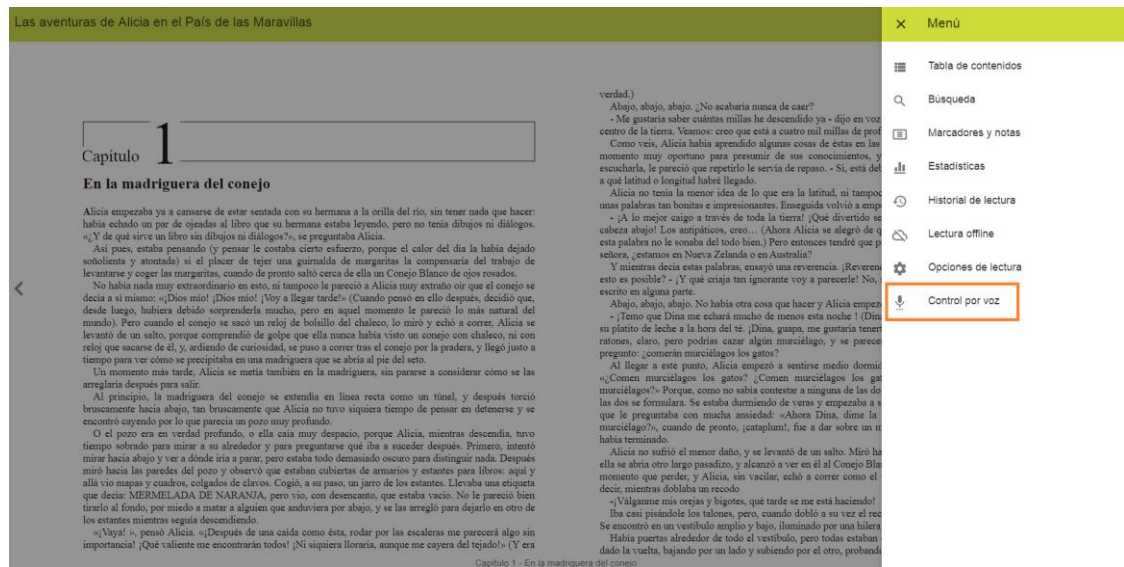 Las aventuras de Alicia en el País de las Maravillas
Capítulo 1
En la madriguera del conejo
Alicia empezaba ya a cansarse de estar sentada con su hermana a la orilla del río, sin tener nada que hacer:
había echado un par de ojeadas al libro que su hermana estaba leyendo, pero no tenía dibujos ni diálogos.
«¿Y de qué sirve un libro sin dibujos ni diálogos?», se preguntaba Alicia.
Así pues, estaba pensando (y pensar le costaba cierto esfuerzo, porque el calor del día la había dejado
soñolienta y atontada) si el placer de tejer una guirnalda de margaritas la compensaría del trabajo de
levantarse y coger las margaritas, cuando de pronto saltó cerca de ella un Conejo Blanco de ojos rosados.
No había nada muy extraordinario en esto, ni tampoco le pareció a Alicia muy extraño oír que el conejo se
decía a sí mismo: «¡Dios mío! ¡Dios mío! ¡Voy a llegar tarde!» (Cuando pensó en ello después, decidió que,
desde luego, hubiera debido sorprenderla mucho, pero en aquel momento le pareció lo más natural del
mundo). Pero cuando el conejo se sacó un reloj de bolsillo del chaleco, lo miró y echó a correr, Alicia se
levantó de un salto, porque comprendió de golpe que ella nunca había visto un conejo con chaleco, ni con
reloj que sacarse de él, y, ardiendo de curiosidad, se puso a correr tras el conejo por la pradera, y llegó justo a
tiempo para ver cómo se precipitaba en una madriguera que se abría al pie del seto.
Un momento más tarde, Alicia se metía también en la madriguera, sin pararse a considerar cómo se las
arreglaría después para salir.
Al principio, la madriguera del conejo se extendía en línea recta como un túnel, y después torció
bruscamente hacia abajo, tan bruscamente que Alicia no tuvo siquiera tiempo de pensar en detenerse y se
encontró cayendo por lo que parecía un pozo muy profundo.
O el pozo era en verdad profundo, o ella caía muy despacio, porque Alicia, mientras descendía, tuvo
tiempo sobrado para mirar a su alrededor y para preguntarse qué iba a suceder después. Primero, intentó
mirar hacia abajo y ver a dónde iría a parar, pero estaba todo demasiado oscuro para distinguir nada. Después
miró hacia las paredes del pozo y observó que estaban cubiertas de armarios y estantes para libros: aquí y
allá vio mapas y cuadros, colgados de clavos. Cogió, a su paso, un jarro de los estantes. Llevaba una etiqueta
que decía: MERMELADA DE NARANJA, pero vio, con desencanto, que estaba vacío. No le pareció bien
tirarlo al fondo, por miedo a matar a alguien que anduviera por abajo, y se las arregló para dejarlo en otro de
los estantes mientras seguía descendiendo.
«¡Vaya! », pensó Alicia. «¡Después de una caída como ésta, rodar por las escaleras me parecerá algo sin
importancia! ¡Qué valiente me encontrarán todos! ¡Ni siquiera lloraría, aunque me cayera del tejado!» (Y era
verdad.)
Abajo, abajo, abajo. ¿No acabaría nunca de caer?
- Me gustaría saber cuántas millas he descendido ya - dijo en voz
centro de la tierra. Veamos: creo que está a cuatro mil millas de prof
Como veis, Alicia había aprendido algunas cosas de éstas en las
momento muy oportuno para presumir de sus conocimientos, y
escucharla, le pareció que repetirlo le serviría de repaso. - Sí, está del
a qué latitud o longitud habré llegado.
Alicia no tenía la menor idea de lo que era la latitud, ni tampoc
unas palabras tan bonitas e impresionantes. Enseguida volvió a emp
- ¡A lo mejor caigo a través de toda la tierra! ¡Qué divertido se
cabeza abajo! Los antipáticos, creo... (Ahora Alicia se alegró de q
esta palabra no le sonaba del todo bien.) Pero entonces tendré que p
señora, ¿estamos en Nueva Zelanda o en Australia?
Y mientras decía estas palabras, ensayó una reverencia. ¡Reveren
esto es posible? - ¡Y qué criaja tan ignorante voy a parecerle! No,
escrito en alguna parte.
Abajo, abajo, abajo. No había otra cosa que hacer y Alicia empez
- ¡Temo que Dina me echará mucho de menos esta noche ! (Dina
su platito de leche a la hora del té. ¡Dina, guapa, me gustaría tenert
ratones, claro, pero podrías cazar algún murciélago, y se parece
pregunto: ¿comerán murciélagos los gatos?
Al llegar a este punto, Alicia empezó a sentirse medio dormid
«¿Comen murciélagos los gatos? ¿Comen murciélagos los gat
murciélagos?» Porque, como no sabía contestar a ninguna de las do
las dos se formulara. Se estaba durmiendo de veras y empezaba a s
que le preguntaba con mucha ansiedad: «Ahora Dina, dime la
murciélago?», cuando de pronto, ¡cataplum!, fue a dar sobre un m
había terminado.
Alicia no sufrió el menor daño, y se levantó de un salto. Miró ha
ella se abría otro largo pasadizo, y alcanzó a ver en él al Conejo Bla
momento que perder, y Alicia, sin vacilar, echó a correr como el
decir, mientras doblaba un recodo
-¡Válganme mis orejas y bigotes, qué tarde se me está haciendo!
Iba casi pisándole los talones, pero, cuando dobló a su vez el rec
Se encontró en un vestíbulo amplio y bajo, iluminado por una hilera
Había puertas alrededor de todo el vestíbulo, pero todas estaban
dado la vuelta, bajando por un lado y subiendo por el otro, probando
Capítulo 1 - En la madriguera del conejo
Menú
Tabla de contenidos
Búsqueda
Marcadores y notas
Estadísticas
Historial de lectura
Lectura offline
Opciones de lectura
Control por voz